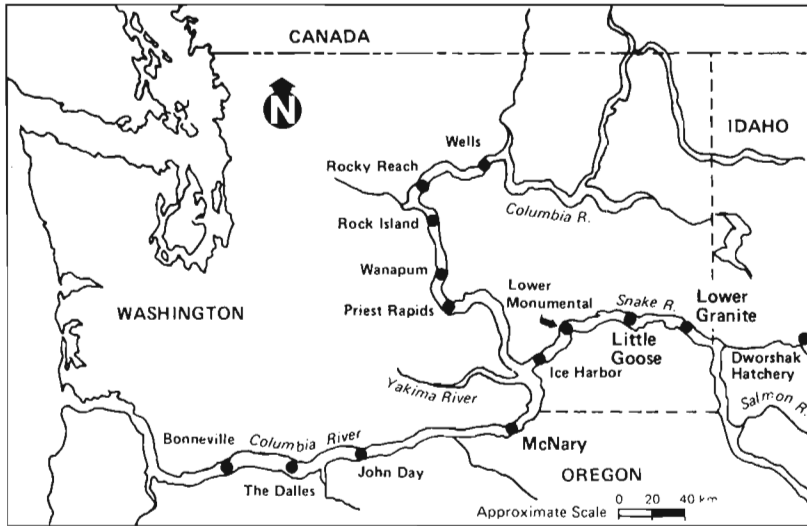 CANADA
N
IDAHO
Wells
Rocky Reach
Columbia R.
Rock Island
Wanapum
Lower
Monumental
Snake R.
Lower
Granite
WASHINGTON
Priest Rapids
Little
Goose
Dworshak
Hatchery
Ice Harbor
Yakima River
Salmon R.
Bonneville
Columbia River
McNary
The Dalles
John Day
OREGON
0 20 40 km
Approximate Scale